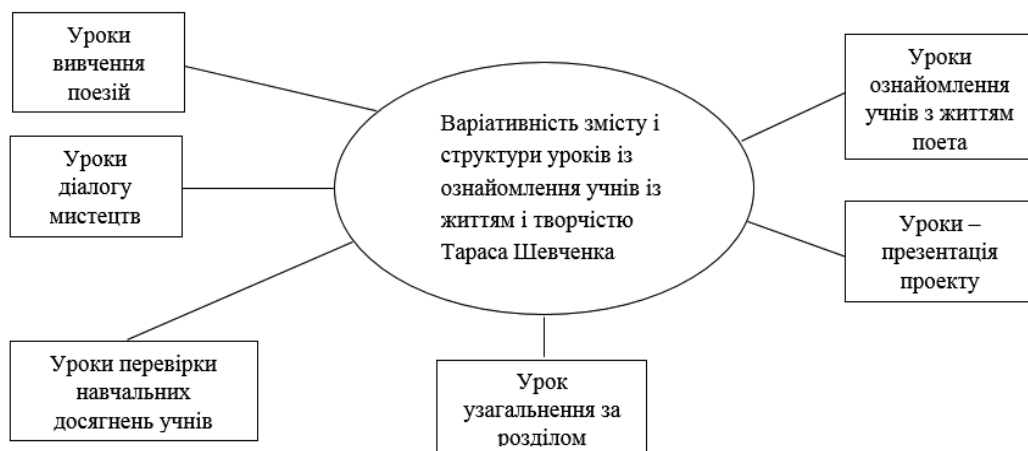 Уроки
вивчення
поезій
Уроки
діалогу
мистецтв
Уроки перевірки
навчальних
досягнень учнів
Варіативність змісту і
структури уроків із
ознайомлення учнів із
життям і творчістю
Тараса Шевченка
Урок
узагальнення за
розділом
Уроки
ознайомлення
учнів з життям
поета
Уроки –
презентація
проекту